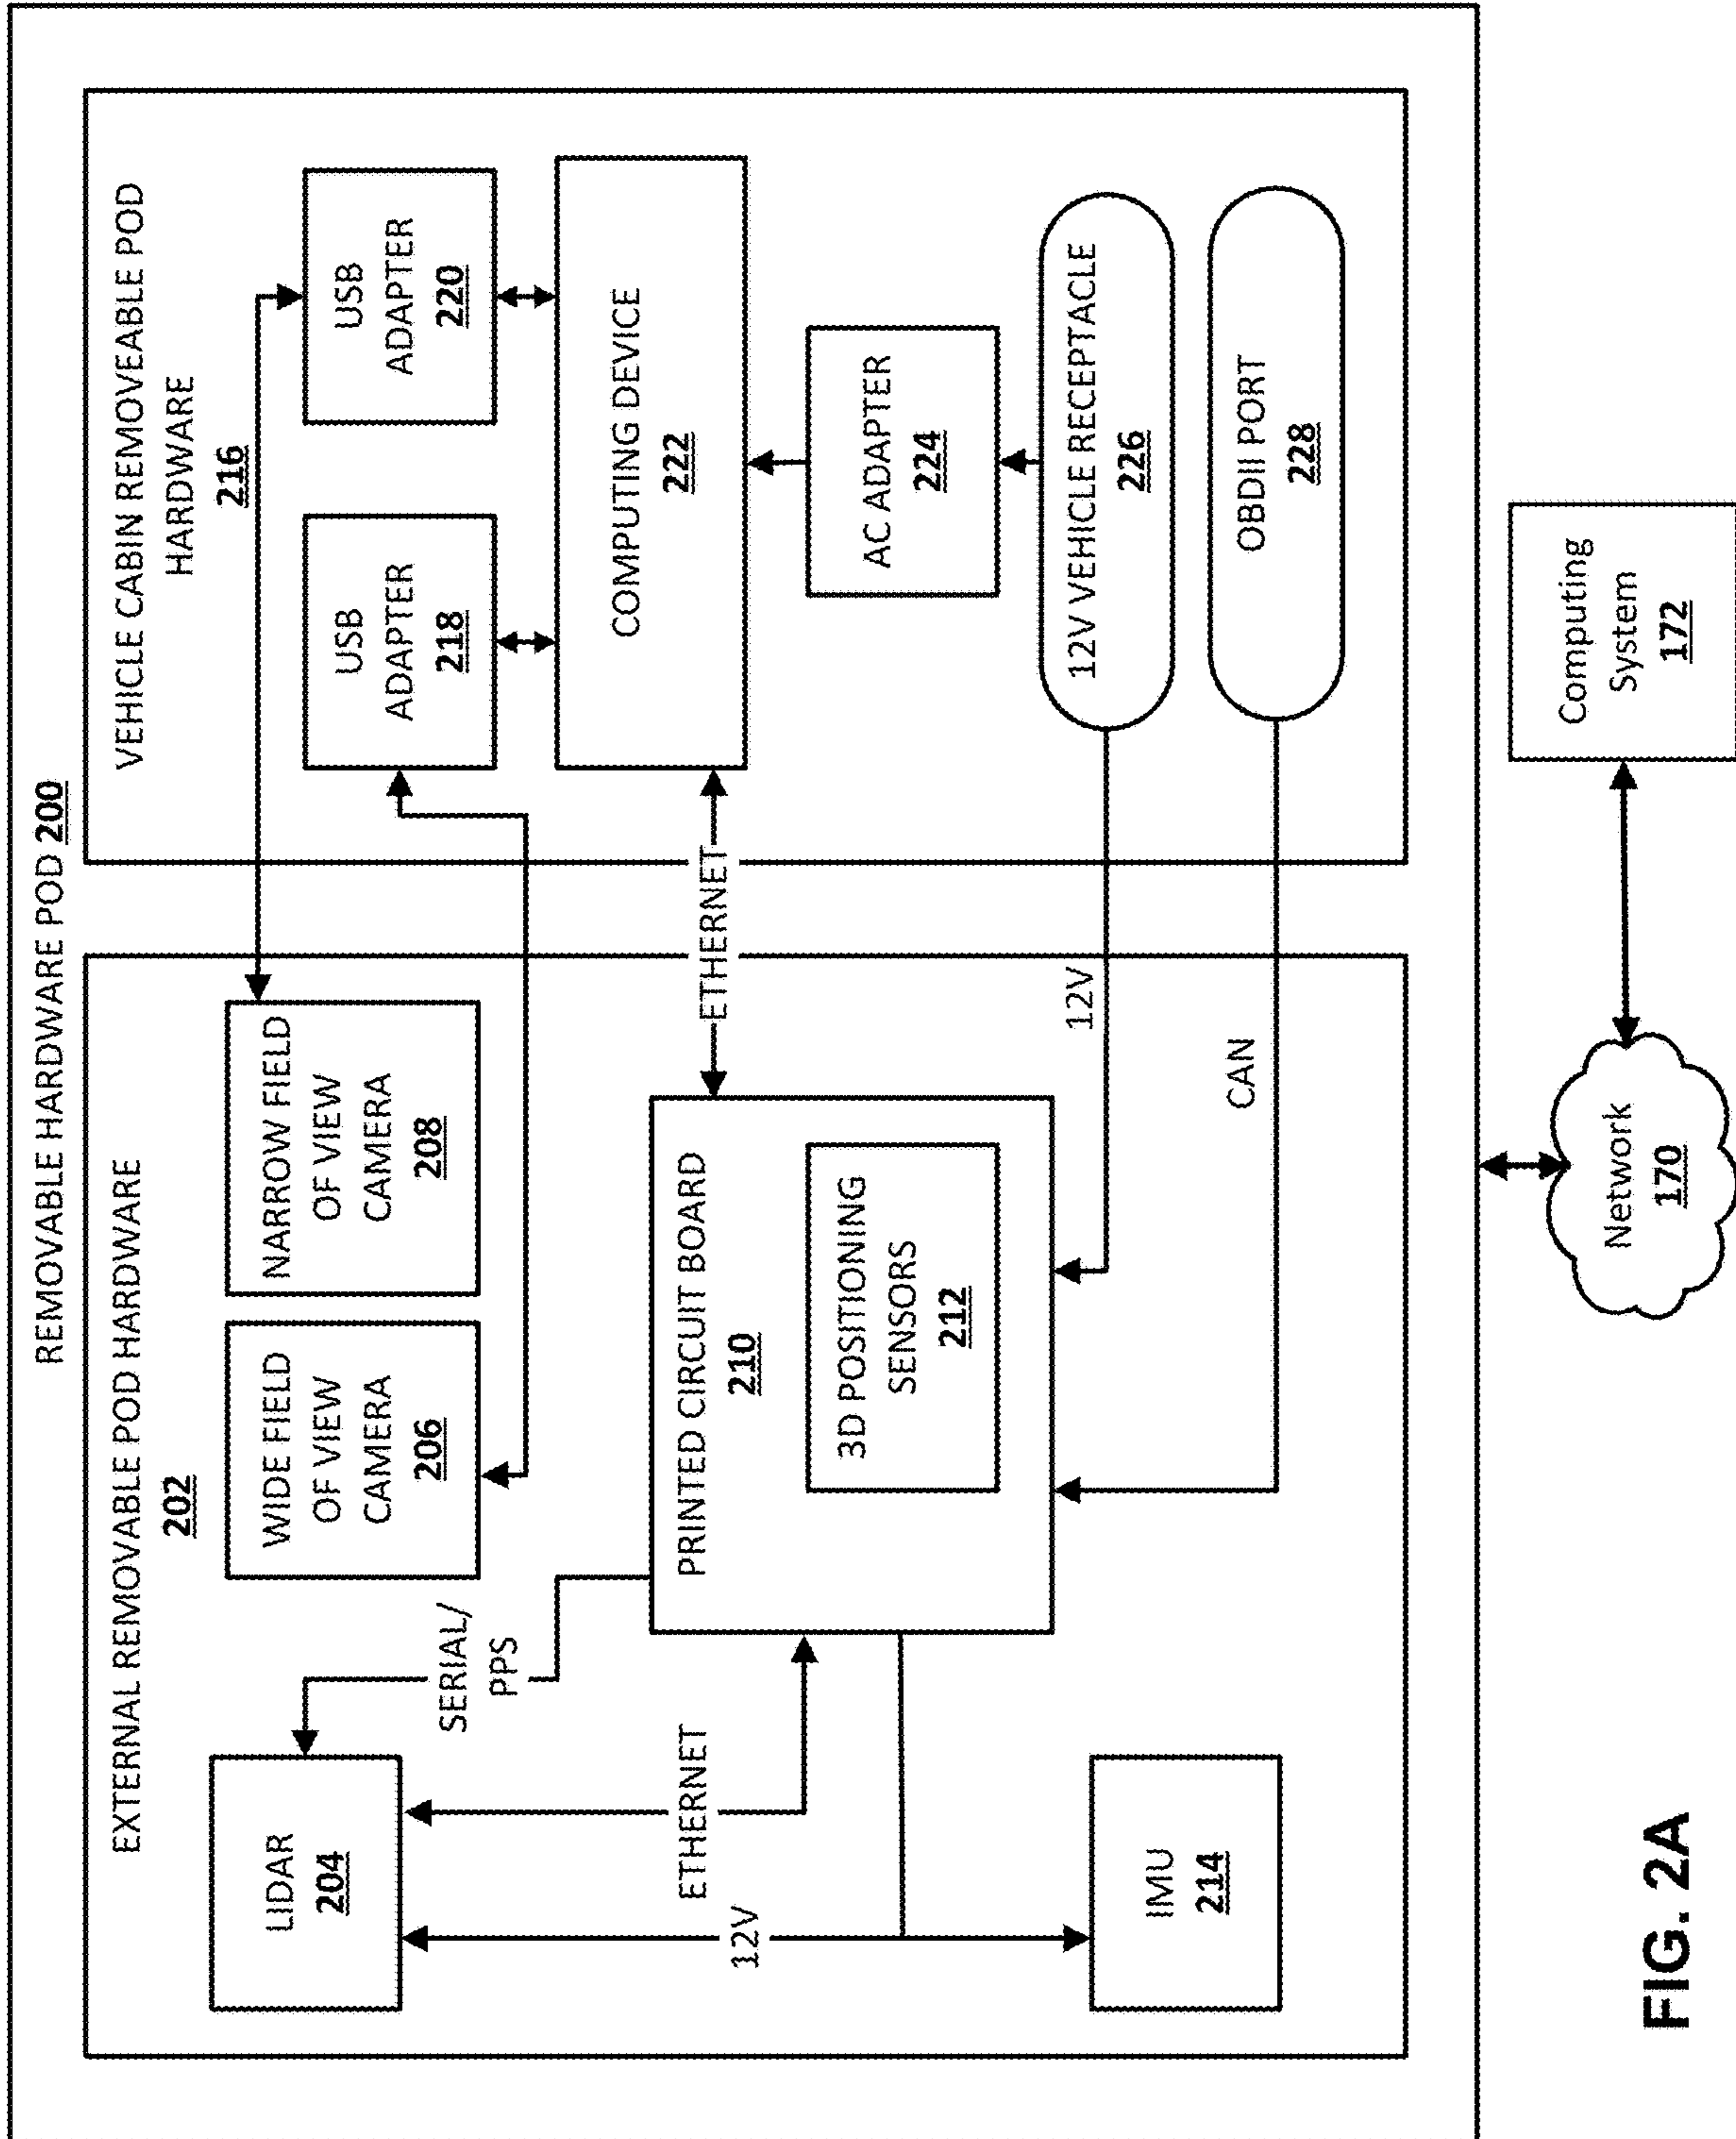 REMOVABLE HARDWARE POD 200
EXTERNAL REMOVABLE POD HARDWARE
202
LIDAR
204
WIDE FIELD
OF VIEW
CAMERA
206
NARROW FIELD
OF VIEW
CAMERA
208
SERIAL/
PPS
ETHERNET
12V
PRINTED CIRCUIT BOARD
210
3D POSITIONING
SENSORS
212
IMU
214
ETHERNET
12V
CAN
VEHICLE CABIN REMOVEABLE POD
HARDWARE
216
USB
ADAPTER
218
USB
ADAPTER
220
COMPUTING DEVICE
222
AC ADAPTER
224
12V VEHICLE RECEPTACLE
226
OBDII PORT
228
Network
170
Computing
System
172
FIG. 2A